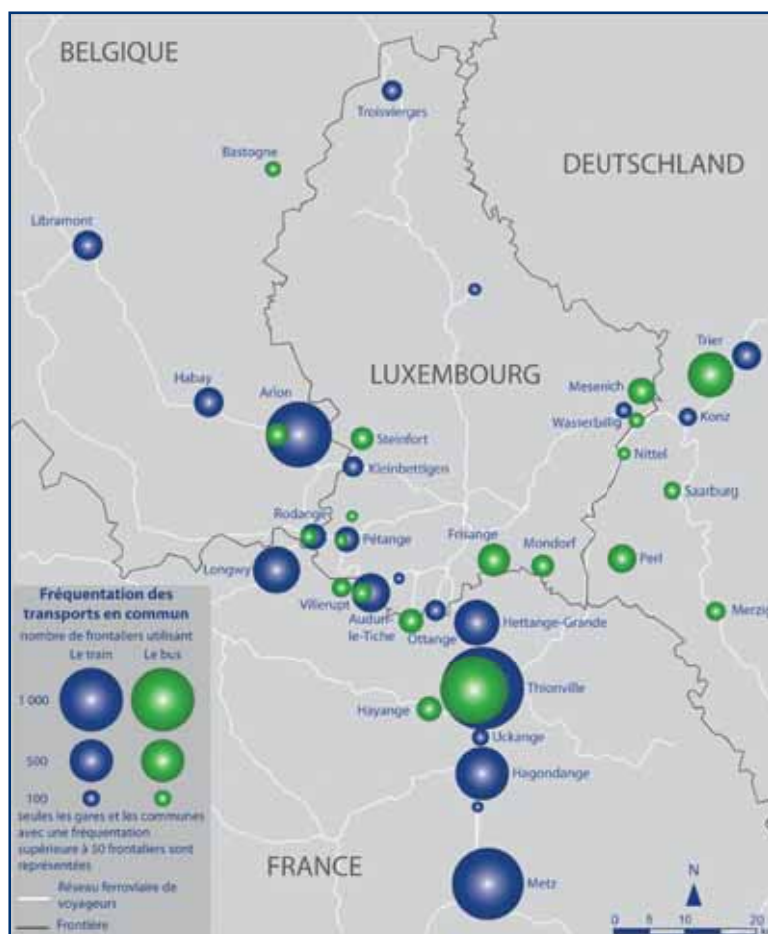 BELGIQUE
Troisvierges
Bastogne
DEUTSCHLAND
Libramont
Trier
LUXEMBOURG
Habay
Arlon
Mesenich
Wasserbillig
Konz
Steinfort
Kleinbettigen
Nittel
Saarburg
Rodange
Pétange
Frisange
Mondorf
Perl
Longwy
Villerupt
Audun-
le-Tiche
Ottange
Hettange-Grande
Merzig
Thionville
Hayange
Uckange
Hagondange
FRANCE
Metz
Fréquentation des
transports en commun
nombre de frontaliers utilisant
Le train Le bus
1 000
500
100
seules les gares et les communes
avec une fréquentation
supérieure à 50 frontaliers sont
représentées
Réseau ferroviaire de
voyageurs
Frontière
N
0 5 10 20